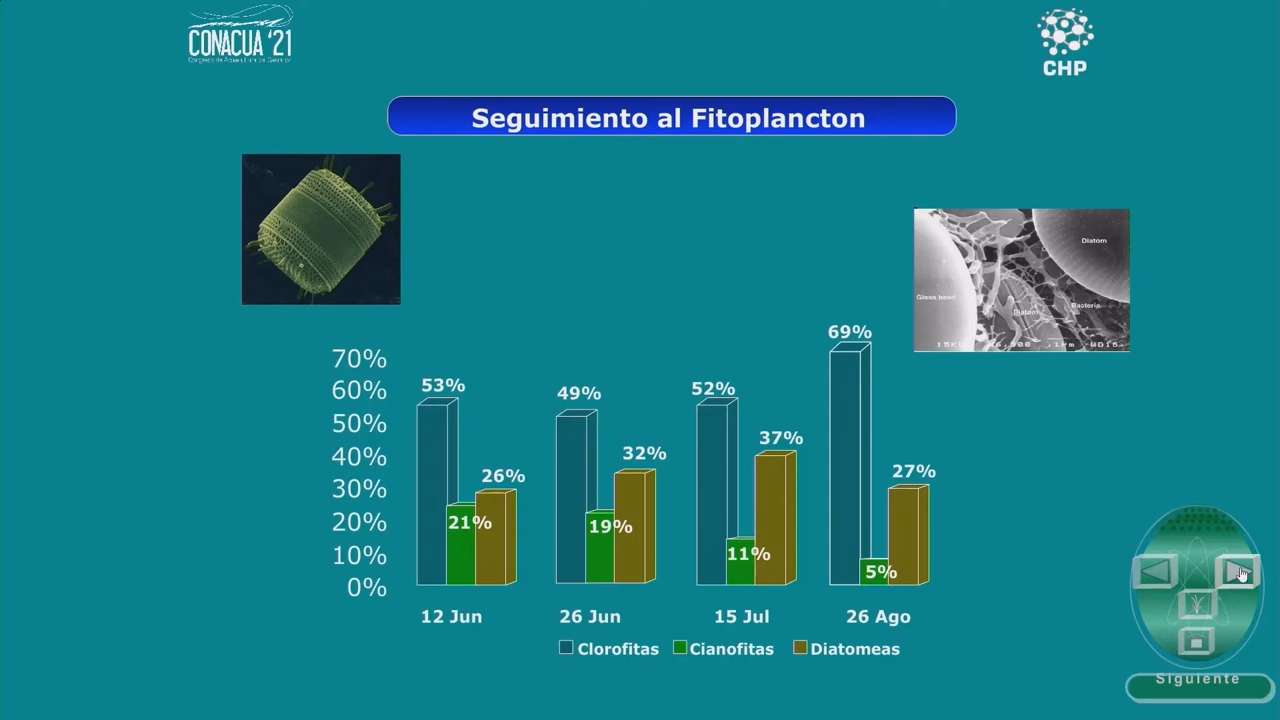 CONACUA '21
CHP
Seguimiento al Fitoplancton
Diatom
Glass bead
Bacteria
Diatom
69%
70%
60%
50%
40%
30%
20%
10%
0%
53%
49%
52%
26%
32%
37%
27%
21%
19%
11%
5%
12 Jun
26 Jun
15 Jul
26 Ago
Clorofitas
Cianofitas
Diatomeas
Siguiente